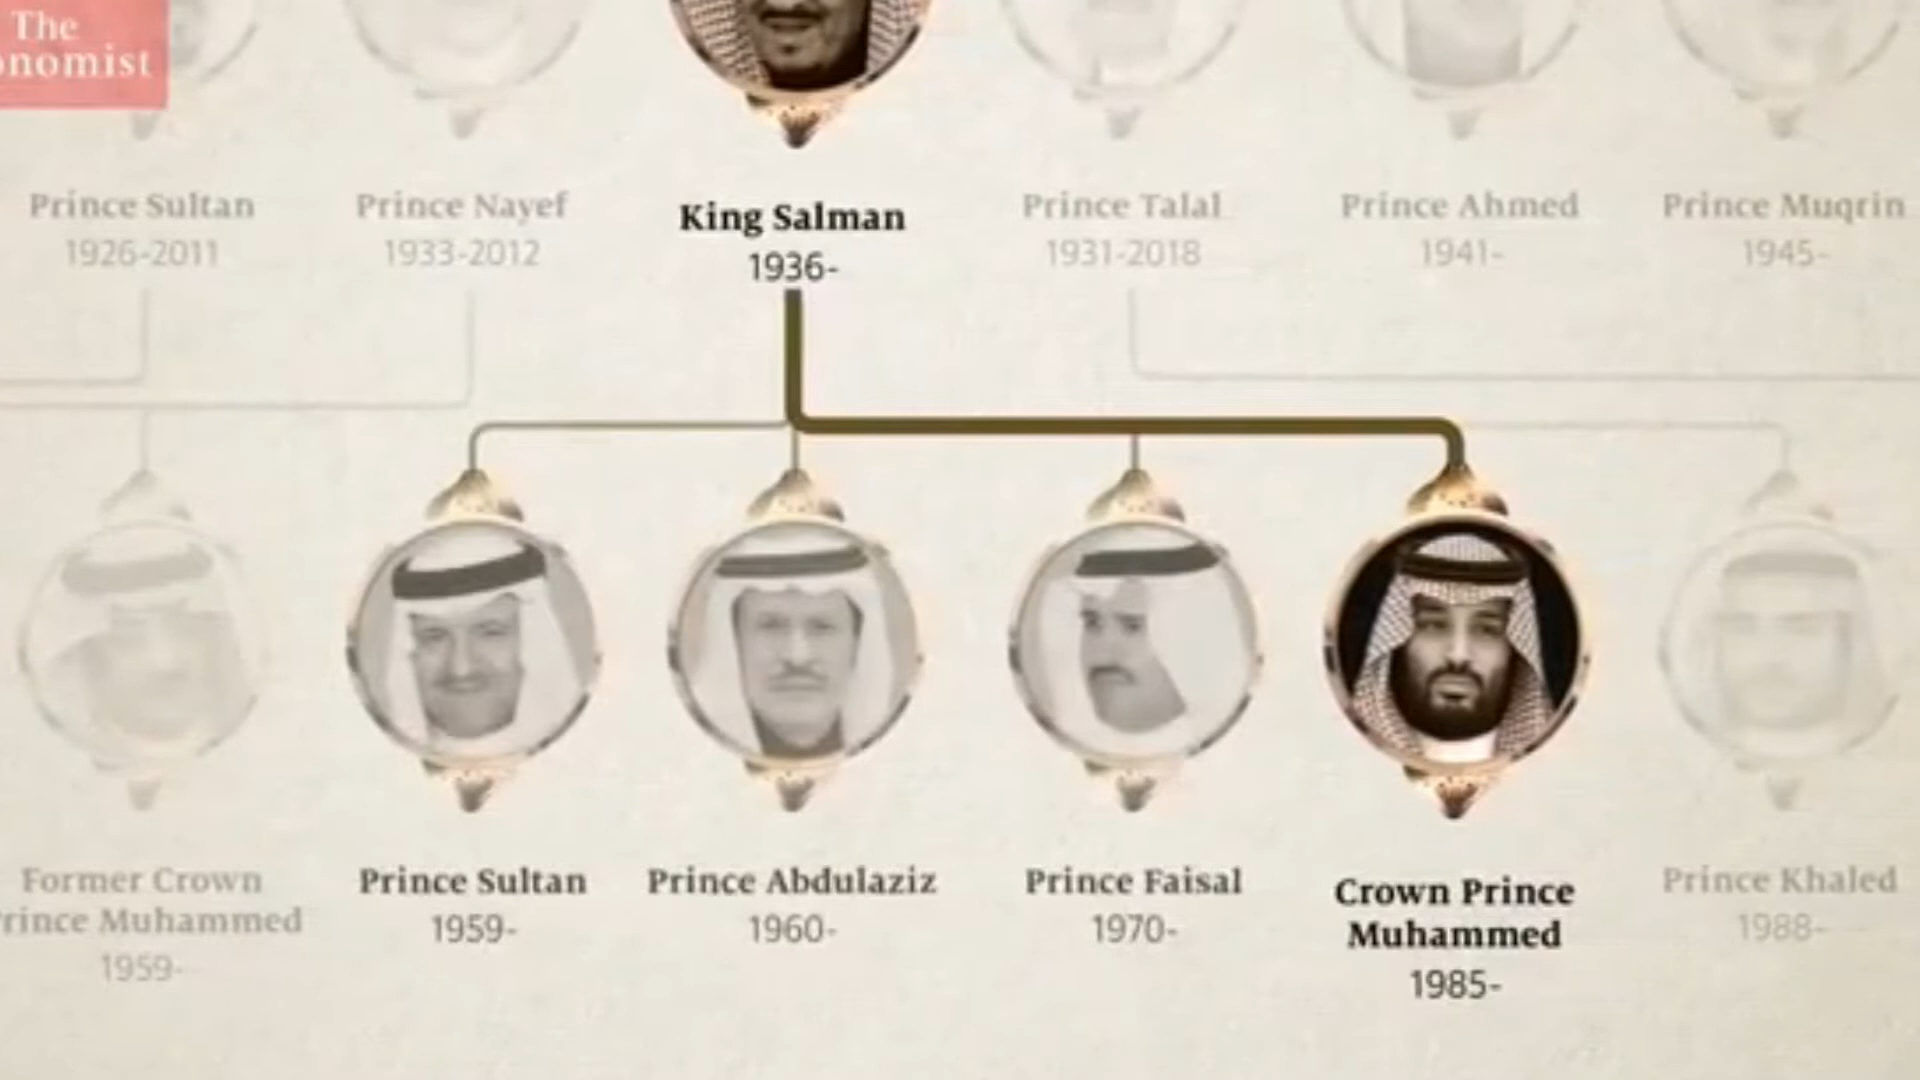 The
onomist
Prince Sultan
1926-2011
Prince Nayef
1933-2012
King Salman
1936-
Prince Talal
1931-2018
Prince Ahmed
1941-
Prince Muqrin
1945-
Former Crown
rince Muhammed
1959-
Prince Sultan
1959-
Prince Abdulaziz
1960-
Prince Faisal
1970-
Crown Prince
Muhammed
1985-
Prince Khaled
1988-